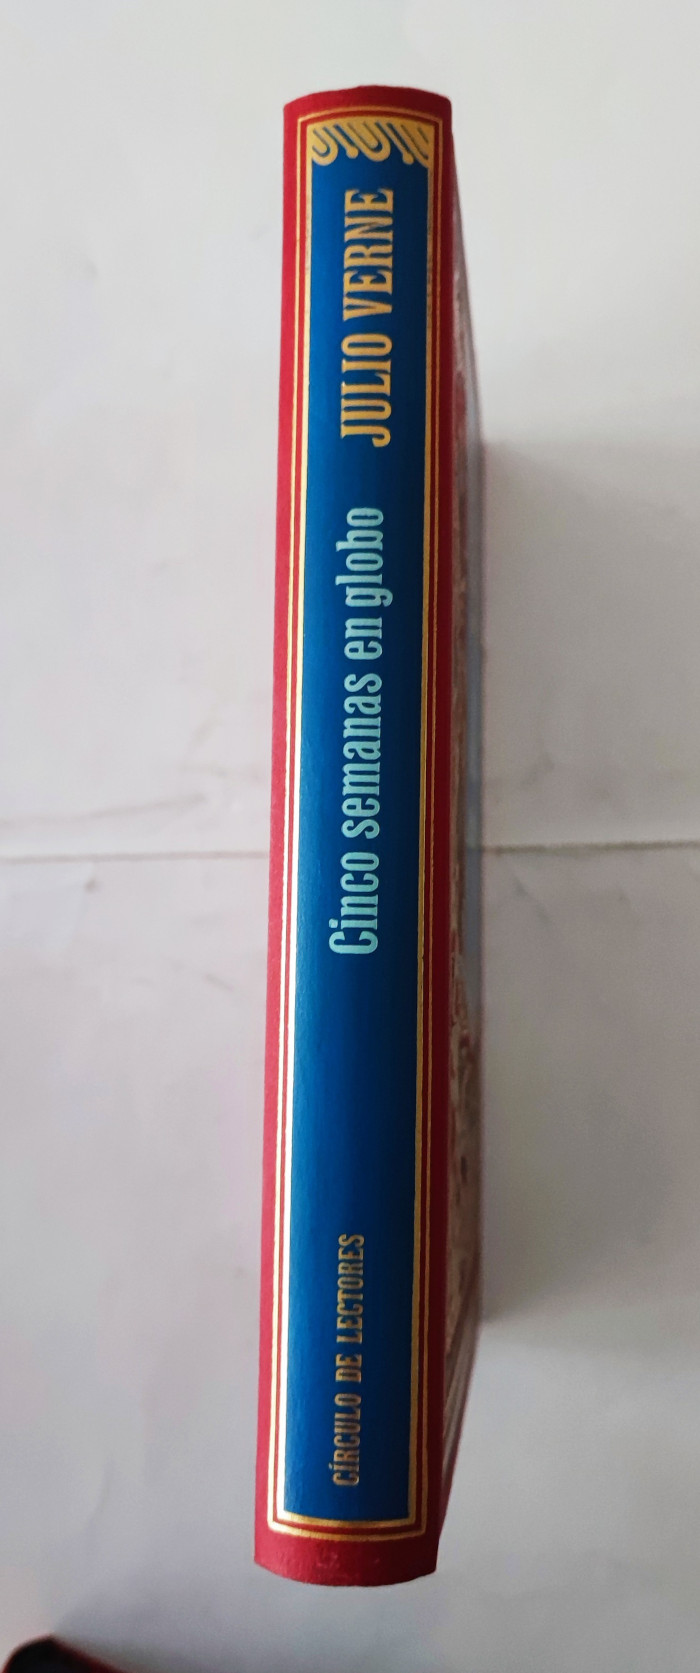 JULIO VERNE
Cinco semanas en globo
CÍRCULO DE LECTORES